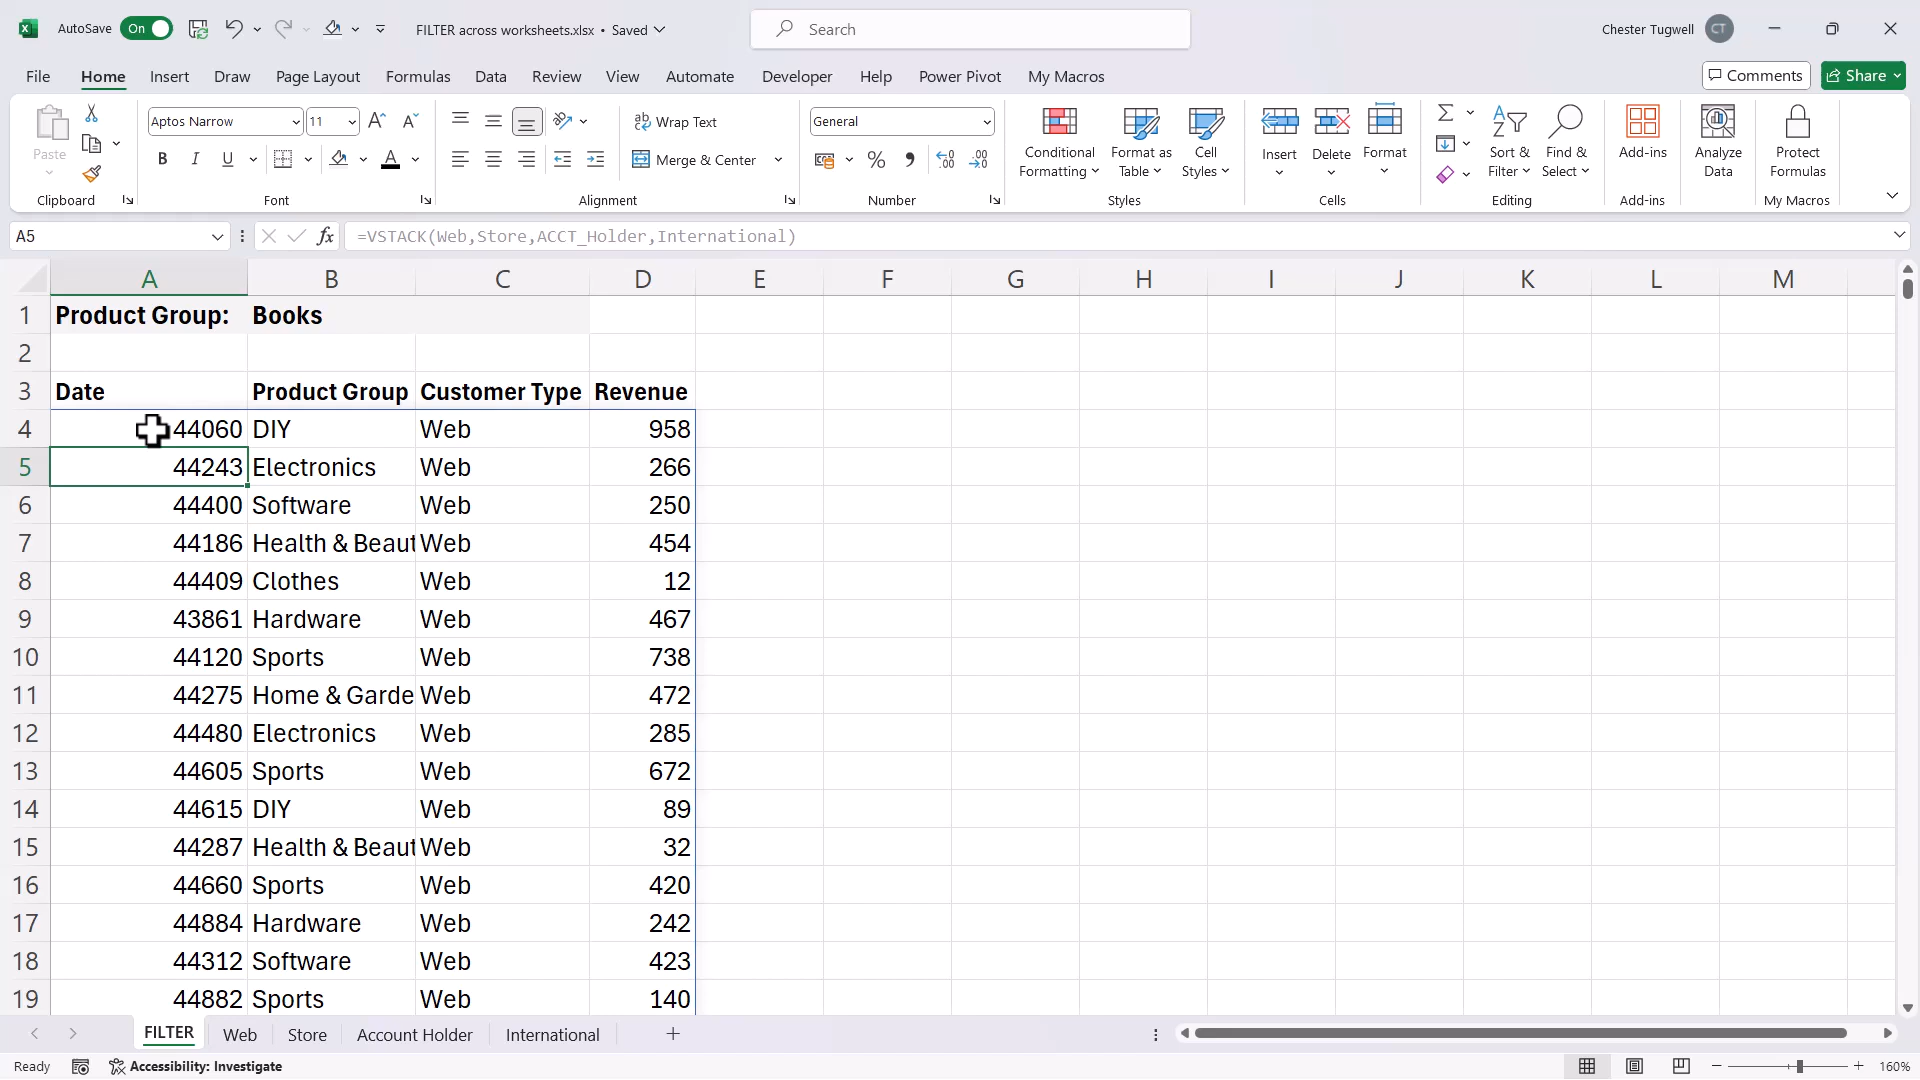 AutoSave On FILTER across worksheets.xlsx • Saved Search Chester Tugwell CT
File Home Insert Draw Page Layout Formulas Data Review View Automate Developer Help Power Pivot My Macros Comments Share
Paste Aptos Narrow 11 Wrap Text General Conditional Formatting Format as Table Cell Styles Insert Delete Format Sort & Filter Find & Select Add-ins Analyze Data Protect Formulas
B I U A Merge & Center % 
Clipboard Font Alignment Number Styles Cells Editing Add-ins My Macros
A5 fx =VSTACK(Web,Store,ACCT_Holder,International)
A B C D E F G H I J K L M
1 Product Group: Books
2
3 Date Product Group Customer Type Revenue
4 44060 DIY Web 958
5 44243 Electronics Web 266
6 44400 Software Web 250
7 44186 Health & Beaut Web 454
8 44409 Clothes Web 12
9 43861 Hardware Web 467
10 44120 Sports Web 738
11 44275 Home & Garde Web 472
12 44480 Electronics Web 285
13 44605 Sports Web 672
14 44615 DIY Web 89
15 44287 Health & Beaut Web 32
16 44660 Sports Web 420
17 44884 Hardware Web 242
18 44312 Software Web 423
19 44882 Sports Web 140
FILTER Web Store Account Holder International
Ready Accessibility: Investigate 160%